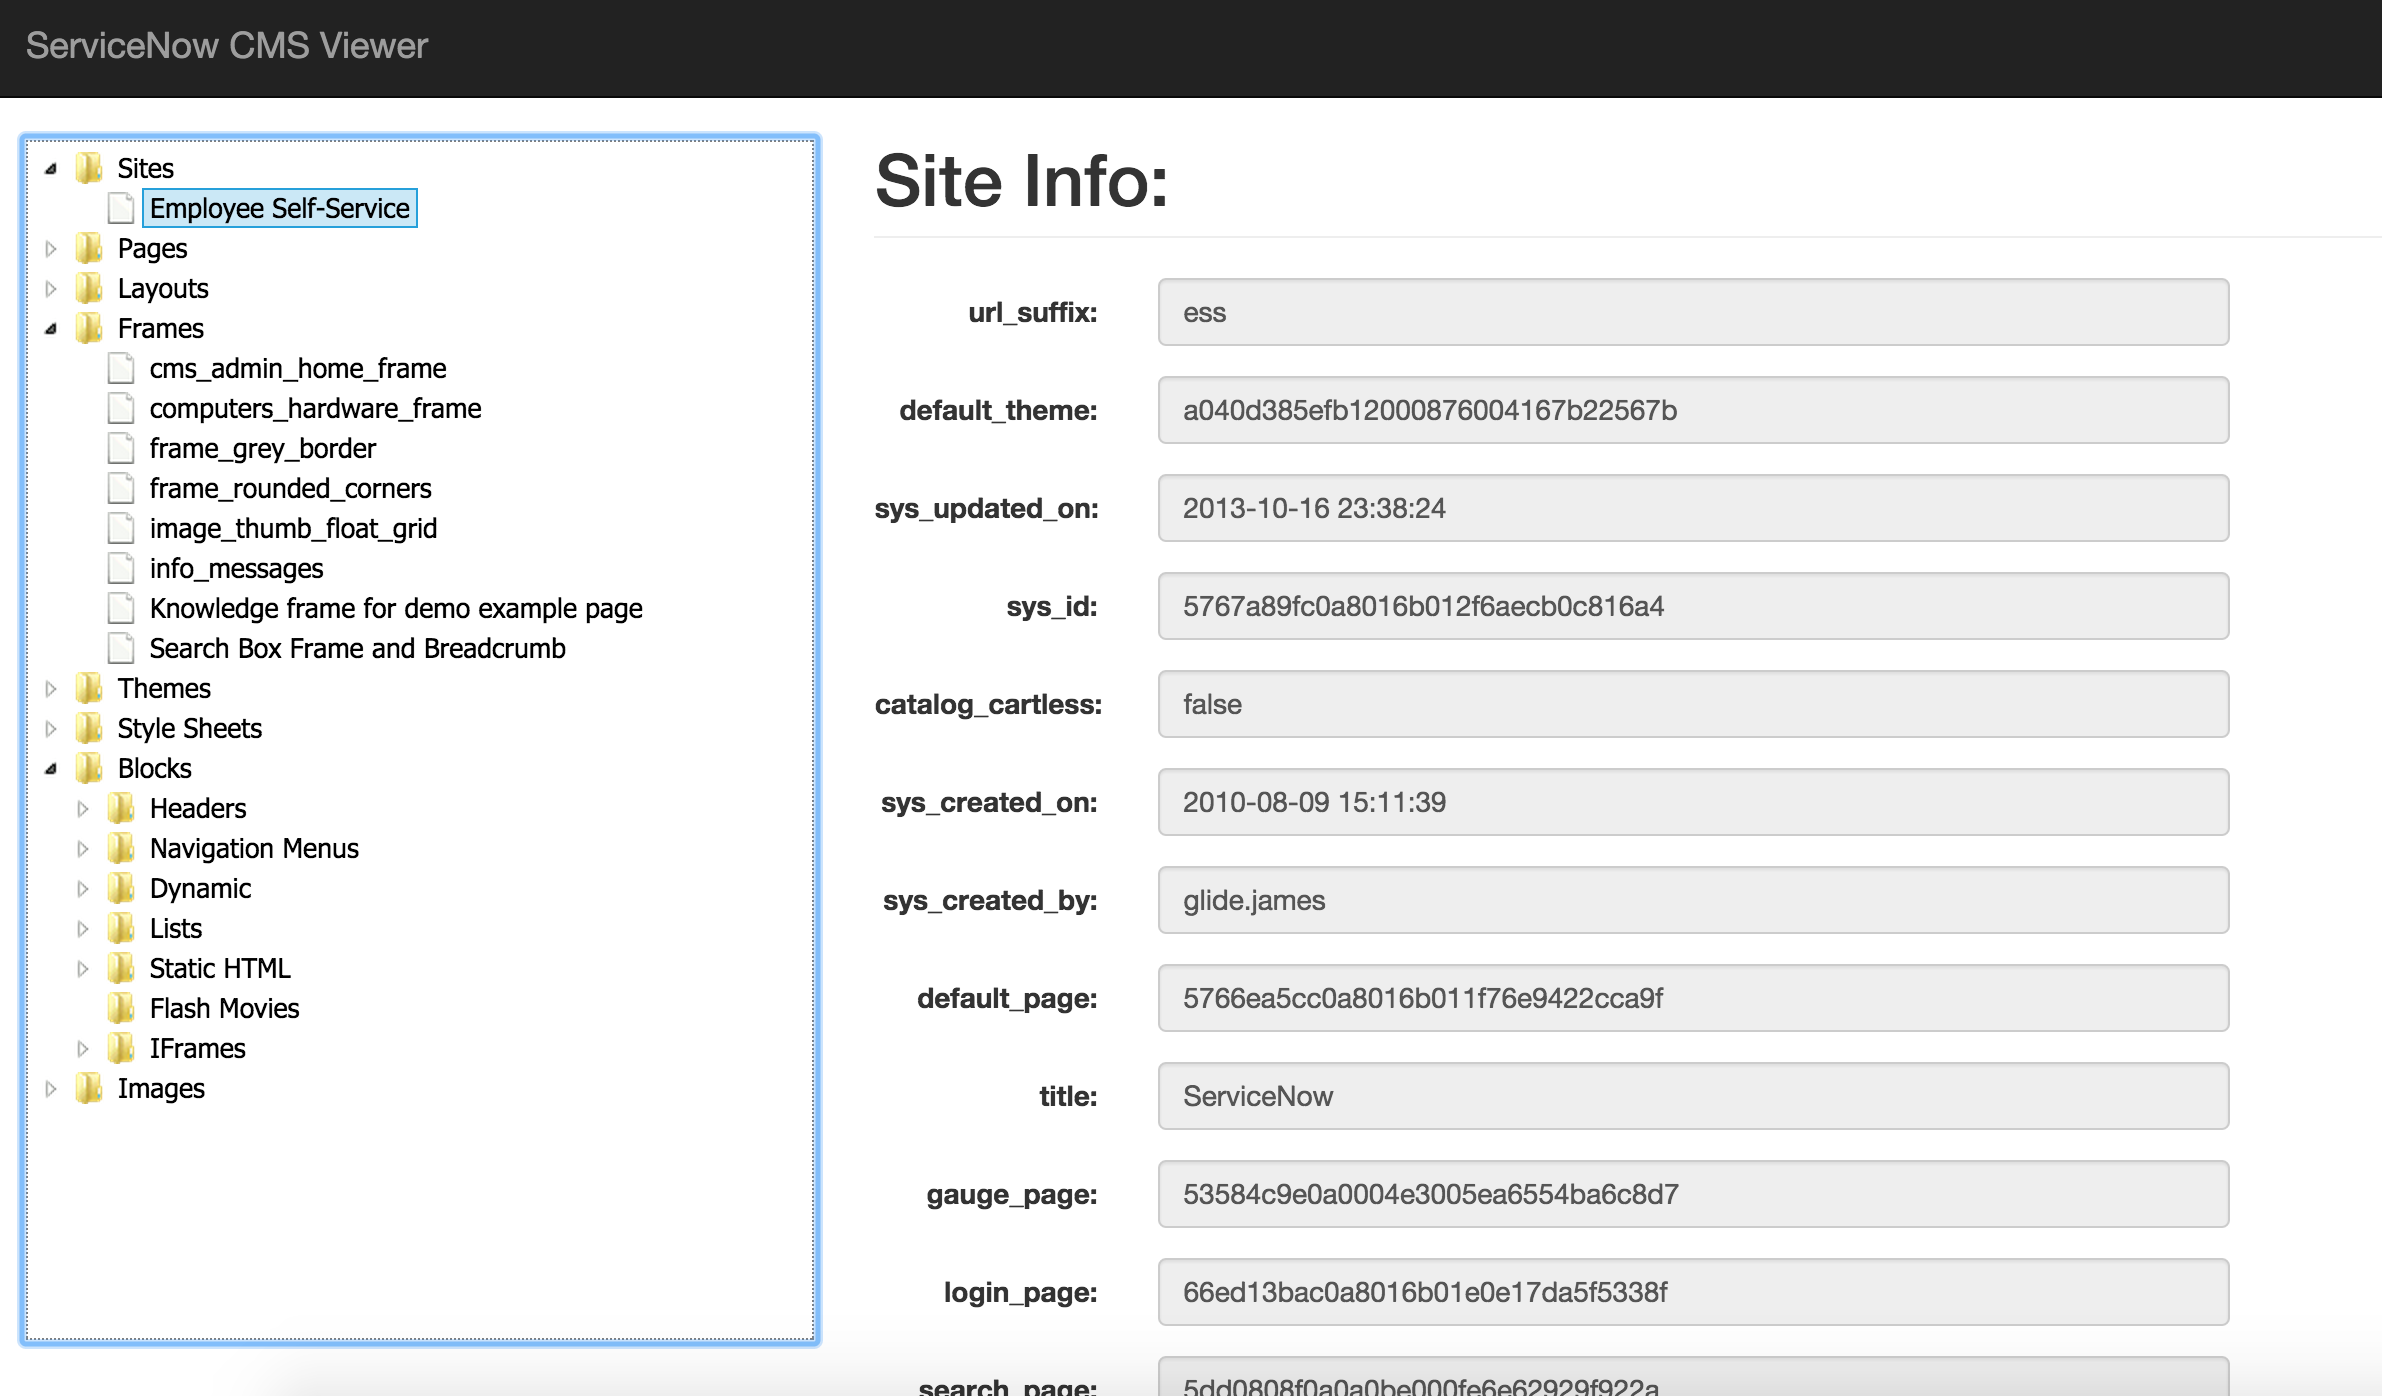 ServiceNow CMS Viewer
Sites
Employee Self-Service
Pages
Layouts
Frames
cms_admin_home_frame
computers_hardware_frame
frame_grey_border
frame_rounded_corners
image_thumb_float_grid
info_messages
Knowledge frame for demo example page
Search Box Frame and Breadcrumb
Themes
Style Sheets
Blocks
Headers
Navigation Menus
Dynamic
Lists
Static HTML
Flash Movies
IFrames
Images
Site Info:
url_suffix: ess
default_theme: a040d385efb12000876004167b22567b
sys_updated_on: 2013-10-16 23:38:24
sys_id: 5767a89fc0a8016b012f6aecb0c816a4
catalog_cartless: false
sys_created_on: 2010-08-09 15:11:39
sys_created_by: glide.james
default_page: 5766ea5cc0a8016b011f76e9422cca9f
title: ServiceNow
gauge_page: 53584c9e0a0004e3005ea6554ba6c8d7
login_page: 66ed13bac0a8016b01e0e17da5f5338f
search_page: 5dd0808f0a0a0be000fe6e62929f922a